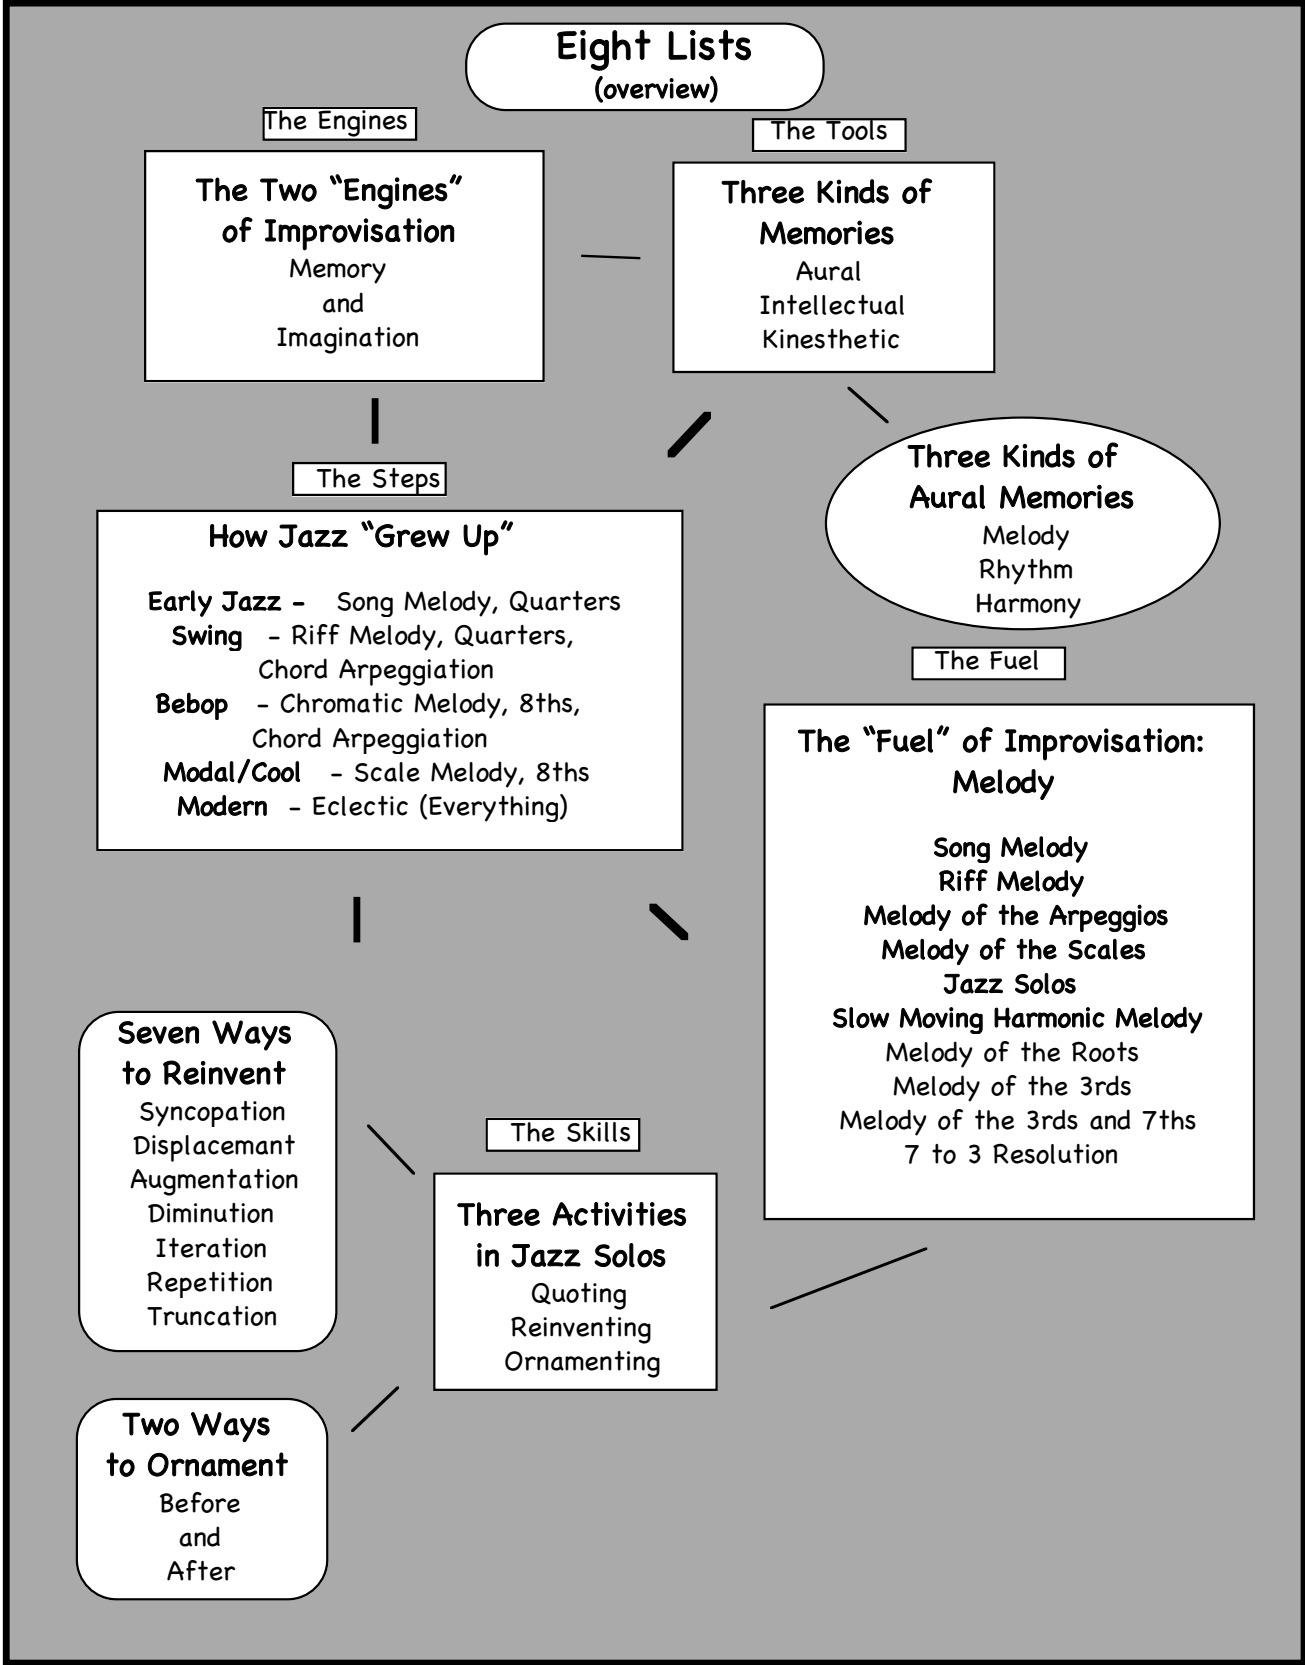 Eight Lists
(overview)
The Engines
The Two “Engines”
of Improvisation
Memory
and
Imagination
The Tools
Three Kinds of
Memories
Aural
Intellectual
Kinesthetic
Three Kinds of
Aural Memories
Melody
Rhythm
Harmony
The Steps
How Jazz “Grew Up”
Early Jazz - Song Melody, Quarters
Swing - Riff Melody, Quarters,
Chord Arpeggiation
Bebop - Chromatic Melody, 8ths,
Chord Arpeggiation
Modal/Cool - Scale Melody, 8ths
Modern - Eclectic (Everything)
The Fuel
The “Fuel” of Improvisation:
Melody
Song Melody
Riff Melody
Melody of the Arpeggios
Melody of the Scales
Jazz Solos
Slow Moving Harmonic Melody
Melody of the Roots
Melody of the 3rds
Melody of the 3rds and 7ths
7 to 3 Resolution
Seven Ways
to Reinvent
Syncopation
Displacemant
Augmentation
Diminution
Iteration
Repetition
Truncation
The Skills
Three Activities
in Jazz Solos
Quoting
Reinventing
Ornamenting
Two Ways
to Ornament
Before
and
After